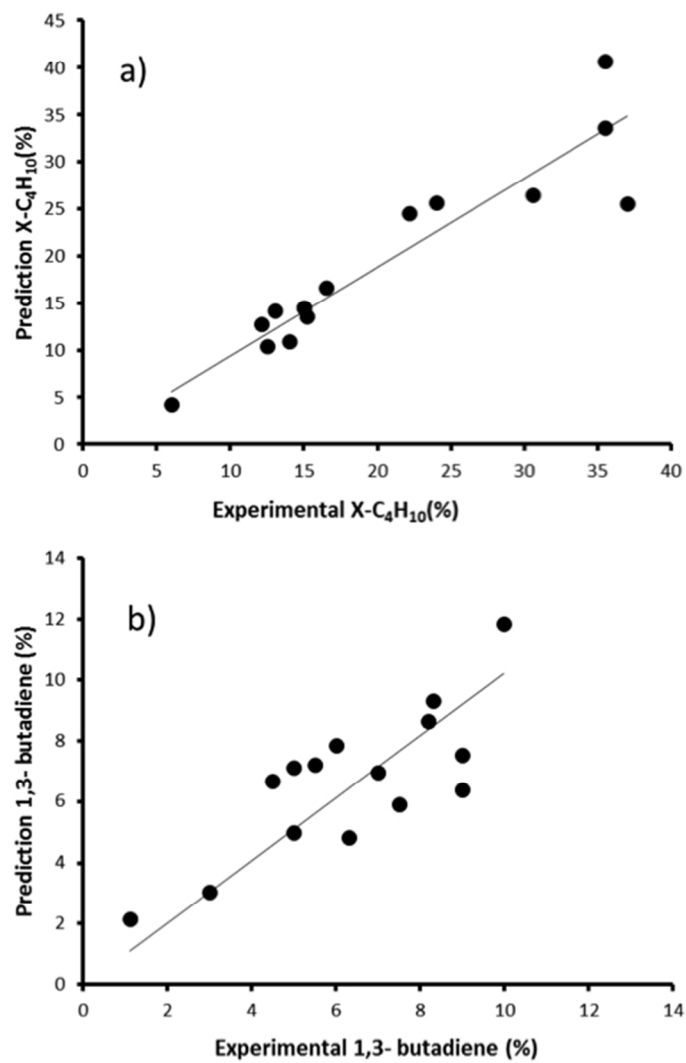 a)
Prediction X-C₄H₁₀(%)
45
40
35
30
25
20
15
10
5
0
0 5 10 15 20 25 30 35 40
Experimental X-C₄H₁₀(%)
b)
Prediction 1,3- butadiene (%)
14
12
10
8
6
4
2
0
0 2 4 6 8 10 12 14
Experimental 1,3- butadiene (%)